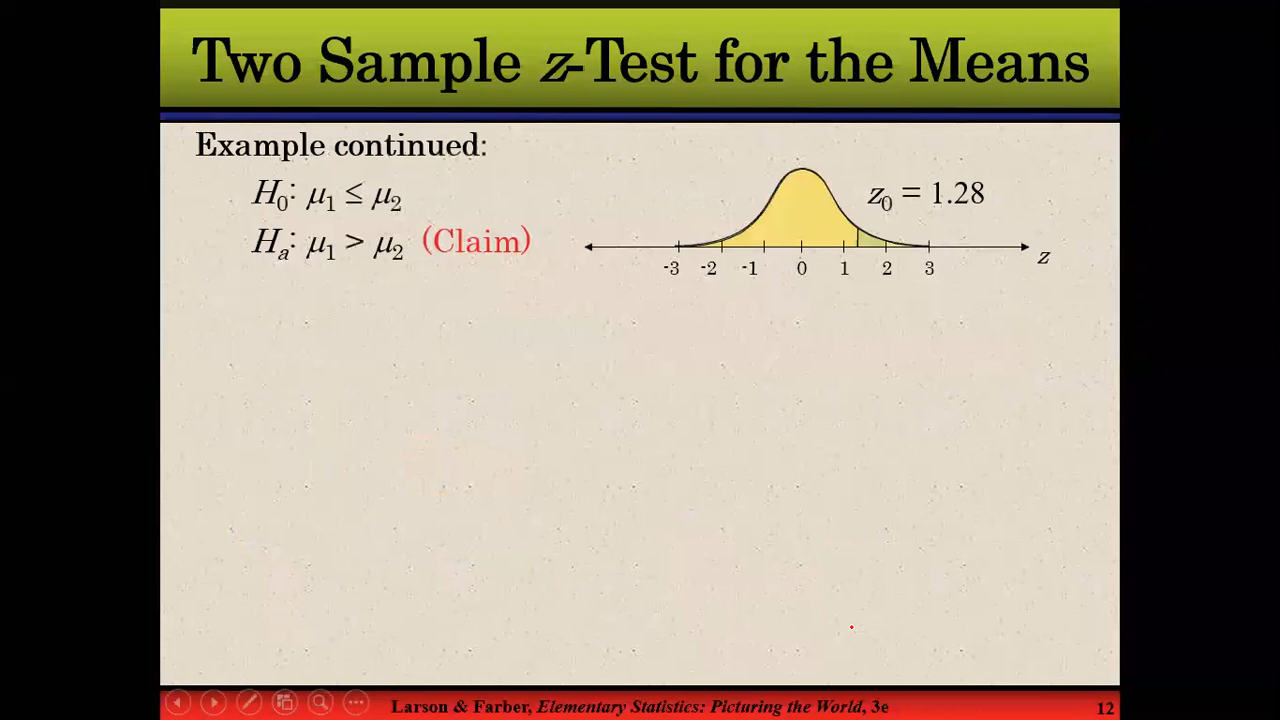 Two Sample z-Test for the Means
Example continued:
H₀: μ₁ ≤ μ₂
Hₐ: μ₁ > μ₂ (Claim)
z₀ = 1.28
-3 -2 -1 0 1 2 3
z
Larson & Farber, Elementary Statistics: Picturing the World, 3e
12